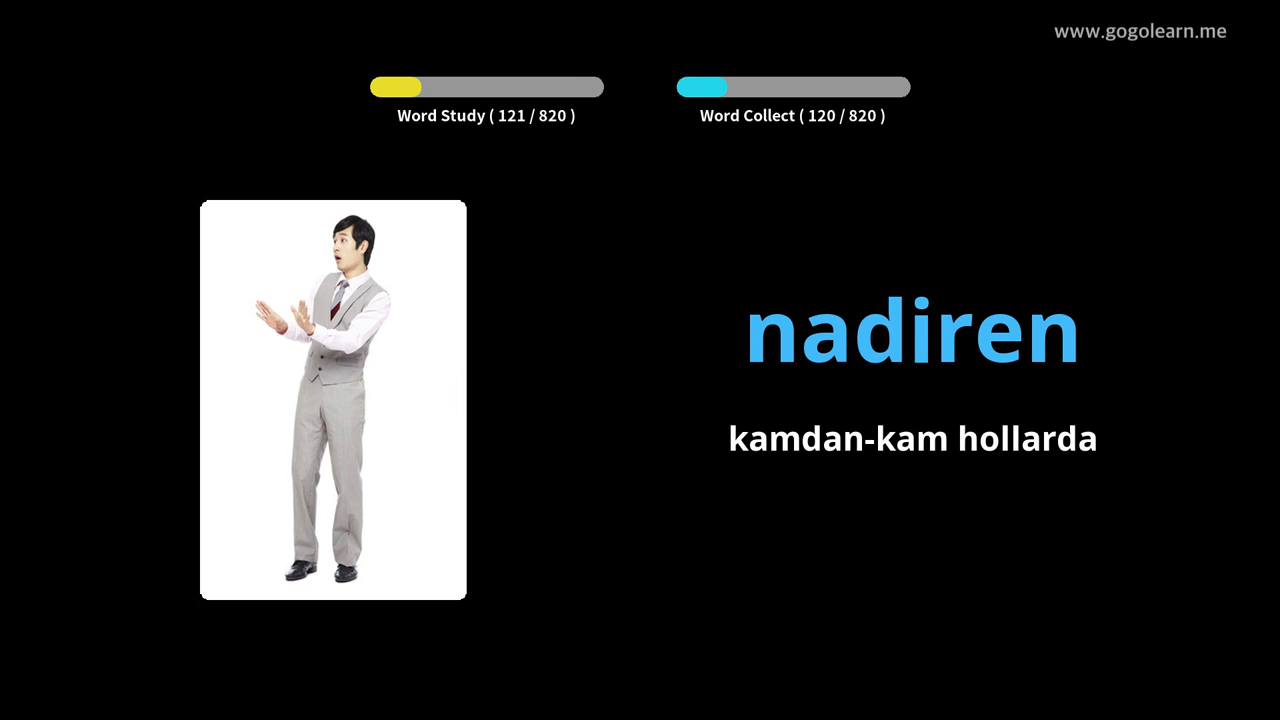 www.gogolearn.me
Word Study ( 121 / 820 )
Word Collect ( 120 / 820 )
nadiren
kamdan-kam hollarda